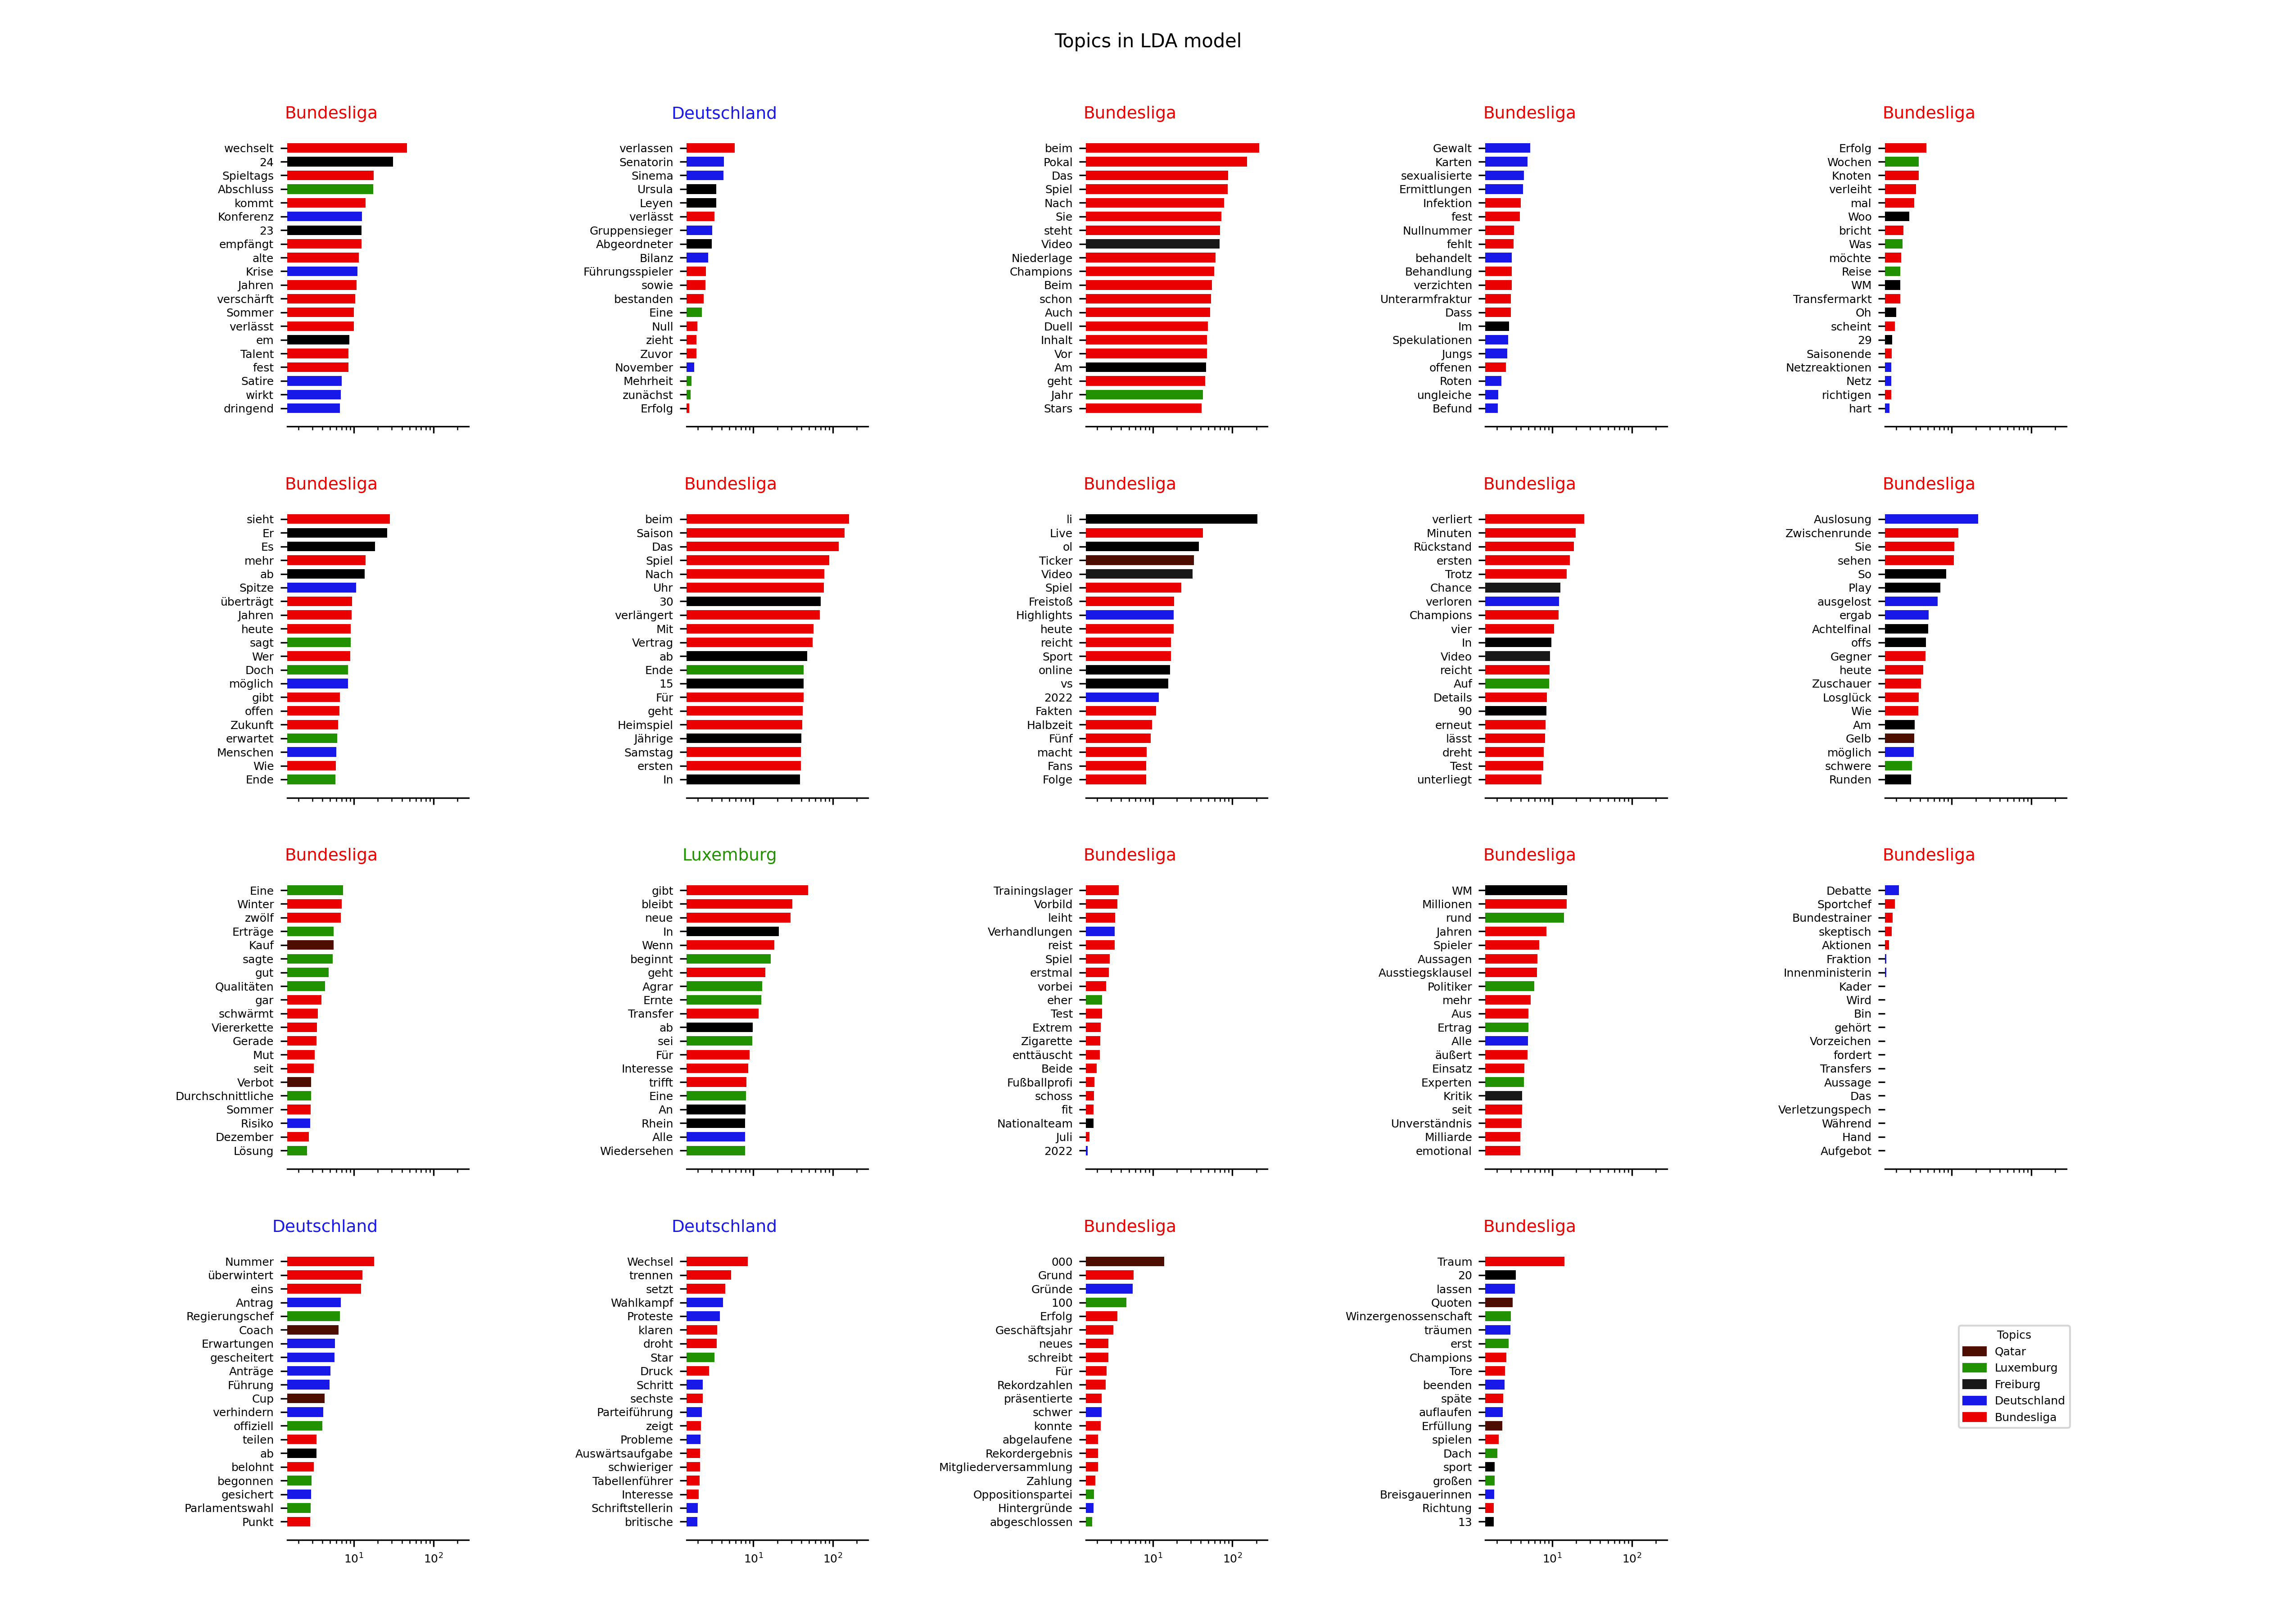 Topics in LDA model
Bundesliga
wechselt
24
Spieltags
Abschluss
kommt
Konferenz
23
empfängt
alte
Krise
Jahren
verschärft
Sommer
verlässt
em
Talent
fest
Satire
wirkt
dringend
Deutschland
verlassen
Senatorin
Sinema
Ursula
Leyen
verlässt
Gruppensieger
Abgeordneter
Bilanz
Führungsspieler
sowie
bestanden
Eine
Null
zieht
Zuvor
November
Mehrheit
zunächst
Erfolg
Bundesliga
beim
Pokal
Das
Spiel
Nach
Sie
steht
Video
Niederlage
Champions
Beim
schon
Auch
Duell
Inhalt
Vor
Am
geht
Jahr
Stars
Bundesliga
Gewalt
Karten
sexualisierte
Ermittlungen
Infektion
fest
Nullnummer
fehlt
behandelt
Behandlung
verzichten
Unterarmfraktur
Dass
Im
Spekulationen
Jungs
offenen
Roten
ungleiche
Befund
Bundesliga
Erfolg
Wochen
Knoten
verleiht
mal
Woo
bricht
Was
möchte
Reise
WM
Transfermarkt
Oh
scheint
29
Saisonende
Netzreaktionen
Netz
richtigen
hart
Bundesliga
sieht
Er
Es
mehr
ab
Spitze
überträgt
Jahren
heute
sagt
Wer
Doch
möglich
gibt
offen
Zukunft
erwartet
Menschen
Wie
Ende
Bundesliga
beim
Saison
Das
Spiel
Nach
Uhr
30
verlängert
Mit
Vertrag
ab
Ende
15
Für
geht
Heimspiel
Jährige
Samstag
ersten
In
Bundesliga
li
Live
ol
Ticker
Video
Spiel
Freistoß
Highlights
heute
reicht
Sport
online
vs
2022
Fakten
Halbzeit
Fünf
macht
Fans
Folge
Bundesliga
verliert
Minuten
Rückstand
ersten
Trotz
Chance
verloren
Champions
vier
In
Video
reicht
Auf
Details
90
erneut
lässt
dreht
Test
unterliegt
Bundesliga
Auslosung
Zwischenrunde
Sie
sehen
So
Play
ausgelost
ergab
Achtelfinal
offs
Gegner
heute
Zuschauer
Losglück
Wie
Am
Gelb
möglich
schwere
Runden
Bundesliga
Eine
Winter
zwölf
Erträge
Kauf
sagte
gut
Qualitäten
gar
schwärmt
Viererkette
Gerade
Mut
seit
Verbot
Durchschnittliche
Sommer
Risiko
Dezember
Lösung
Luxemburg
gibt
bleibt
neue
In
Wenn
beginnt
geht
Agrar
Ernte
Transfer
ab
sei
Für
Interesse
trifft
Eine
An
Rhein
Alle
Wiedersehen
Bundesliga
Trainingslager
Vorbild
leiht
Verhandlungen
reist
Spiel
erstmal
vorbei
eher
Test
Extrem
Zigarette
enttäuscht
Beide
Fußballprofi
schoss
fit
Nationalteam
Juli
2022
Bundesliga
WM
Millionen
rund
Jahren
Spieler
Aussagen
Ausstiegsklausel
Politiker
mehr
Aus
Ertrag
Alle
äußert
Einsatz
Experten
Kritik
seit
Unverständnis
Milliarde
emotional
Bundesliga
Debatte
Sportchef
Bundestrainer
skeptisch
Aktionen
Fraktion
Innenministerin
Kader
Wird
Bin
gehört
Vorzeichen
fordert
Transfers
Aussage
Das
Verletzungspech
Während
Hand
Aufgebot
Deutschland
Nummer
überwintert
eins
Antrag
Regierungschef
Coach
Erwartungen
gescheitert
Anträge
Führung
Cup
verhindern
offiziell
teilen
ab
belohnt
begonnen
gesichert
Parlamentswahl
Punkt
10¹ 10²
Deutschland
Wechsel
trennen
setzt
Wahlkampf
Proteste
klaren
droht
Star
Druck
Schritt
sechste
Parteiführung
zeigt
Probleme
Auswärtsaufgabe
schwieriger
Tabellenführer
Interesse
Schriftstellerin
britische
10¹ 10²
Bundesliga
000
Grund
Gründe
100
Erfolg
Geschäftsjahr
neues
schreibt
Für
Rekordzahlen
präsentierte
schwer
konnte
abgelaufene
Rekordergebnis
Mitgliederversammlung
Zahlung
Oppositionspartei
Hintergründe
abgeschlossen
10¹ 10²
Bundesliga
Traum
20
lassen
Quoten
Winzergenossenschaft
träumen
erst
Champions
Tore
beenden
späte
auflaufen
Erfüllung
spielen
Dach
sport
großen
Breisgauerinnen
Richtung
13
10¹ 10²
Topics
Qatar
Luxemburg
Freiburg
Deutschland
Bundesliga